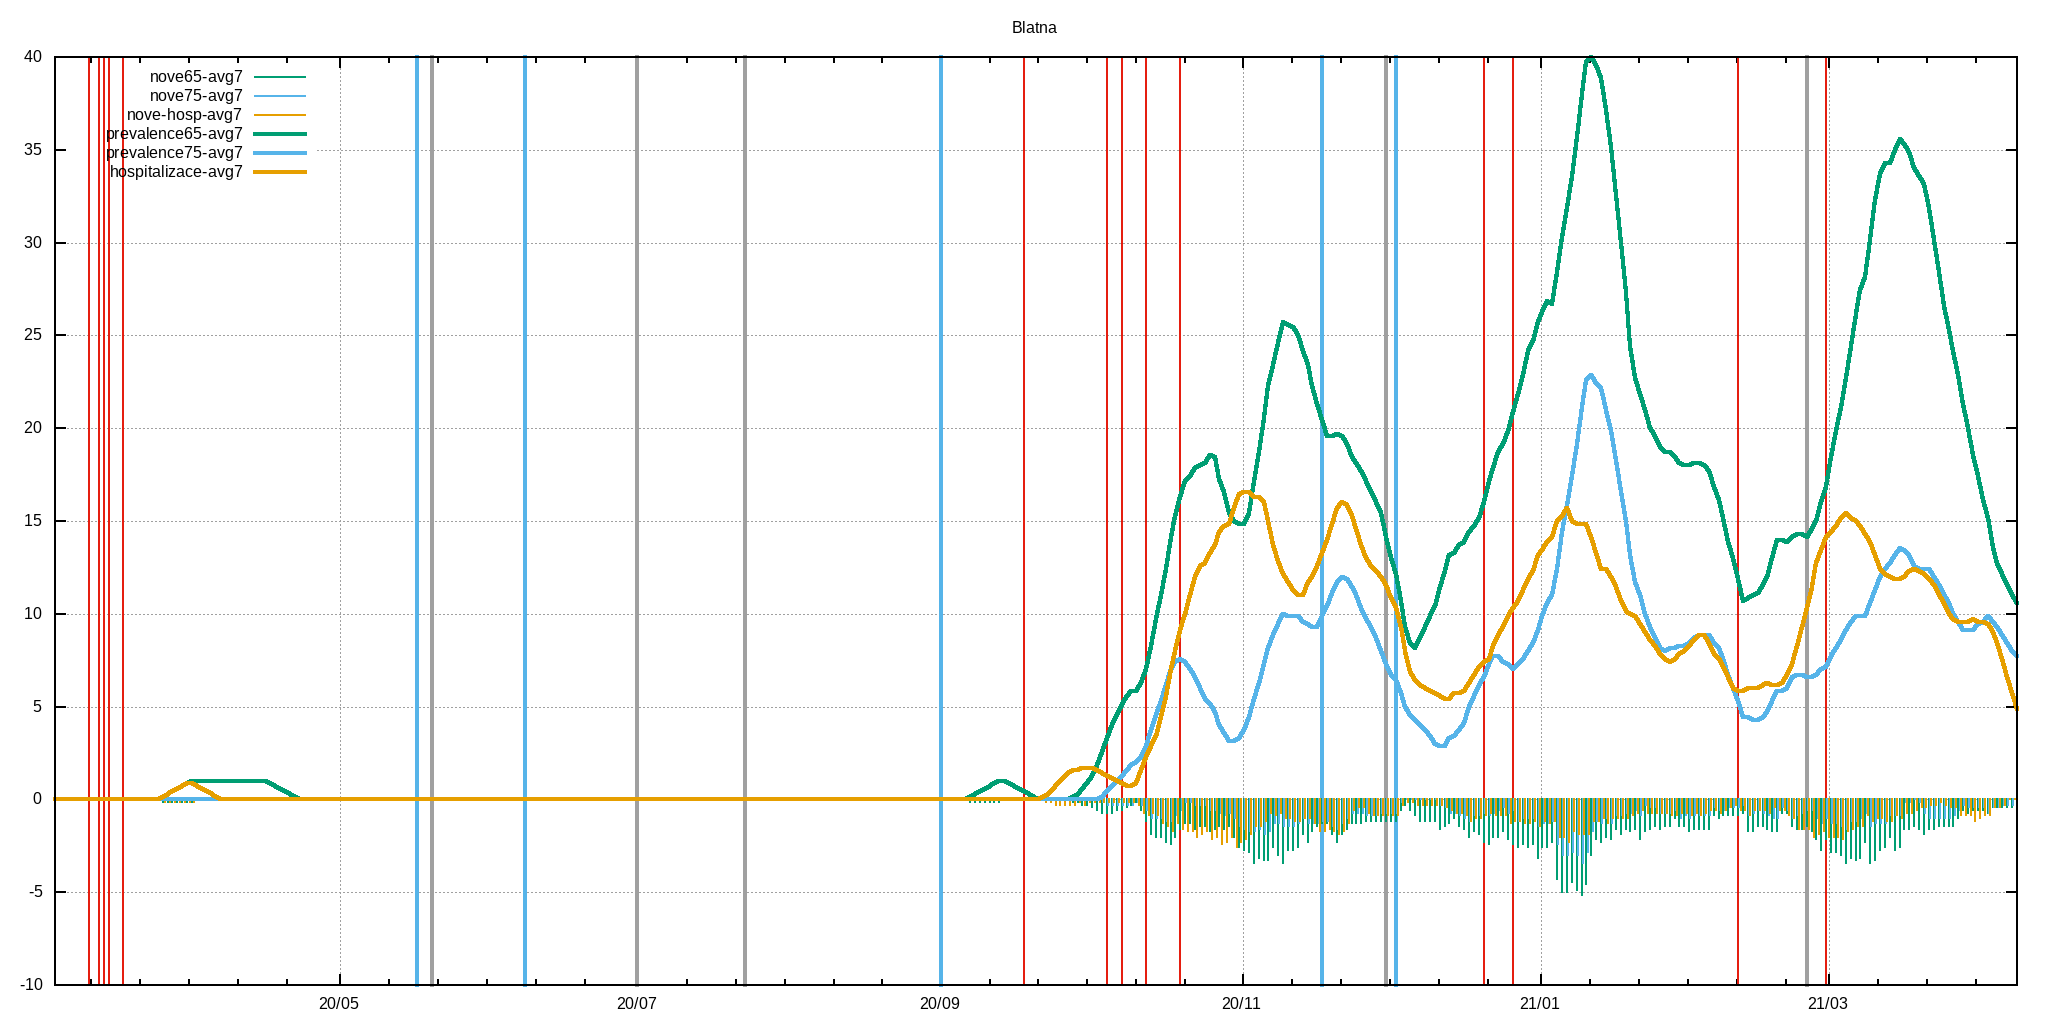 Blatna
40
35
30
25
20
15
10
5
0
-5
-10
nove65-avg7
nove75-avg7
nove-hosp-avg7
prevalence65-avg7
prevalence75-avg7
hospitalizace-avg7
20/05 20/07 20/09 20/11 21/01 21/03